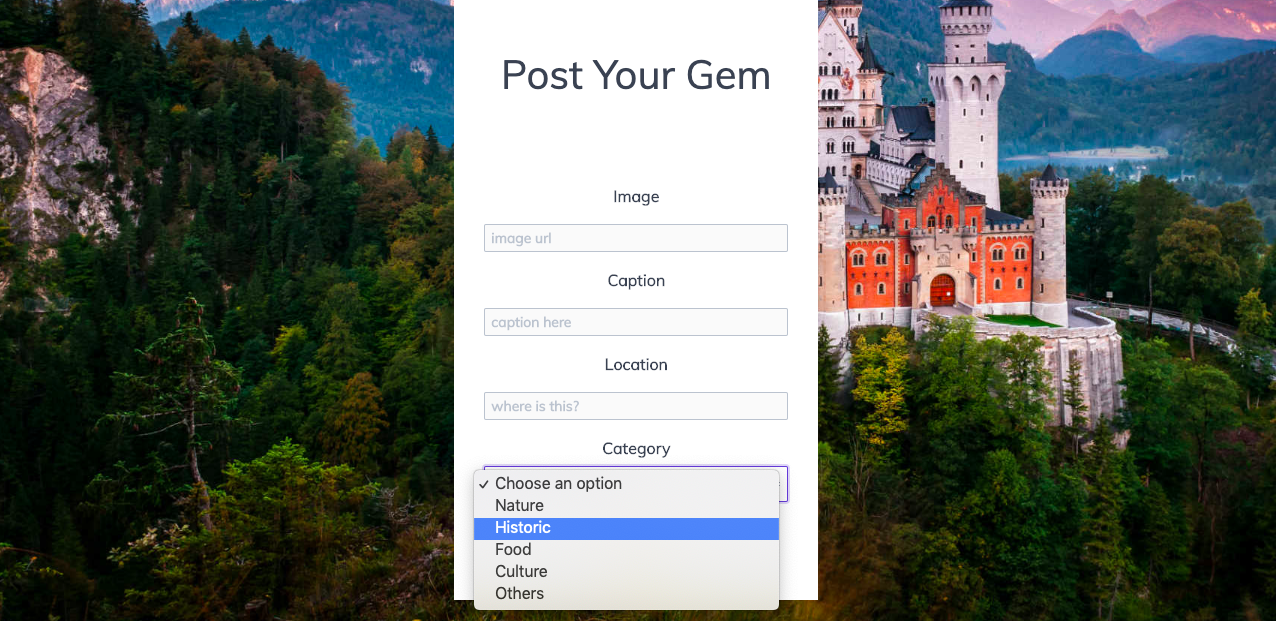 Post Your Gem
Image
image url
Caption
caption here
Location
where is this?
Category
✓ Choose an option
Nature
Historic
Food
Culture
Others